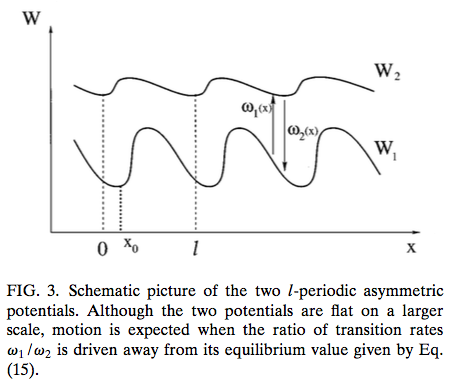 W
W₂
ω₁(x)
ω₂(x)
W₁
0 x₀ l x
FIG. 3. Schematic picture of the two l-periodic asymmetric
potentials. Although the two potentials are flat on a larger
scale, motion is expected when the ratio of transition rates
ω₁/ω₂ is driven away from its equilibrium value given by Eq.
(15).